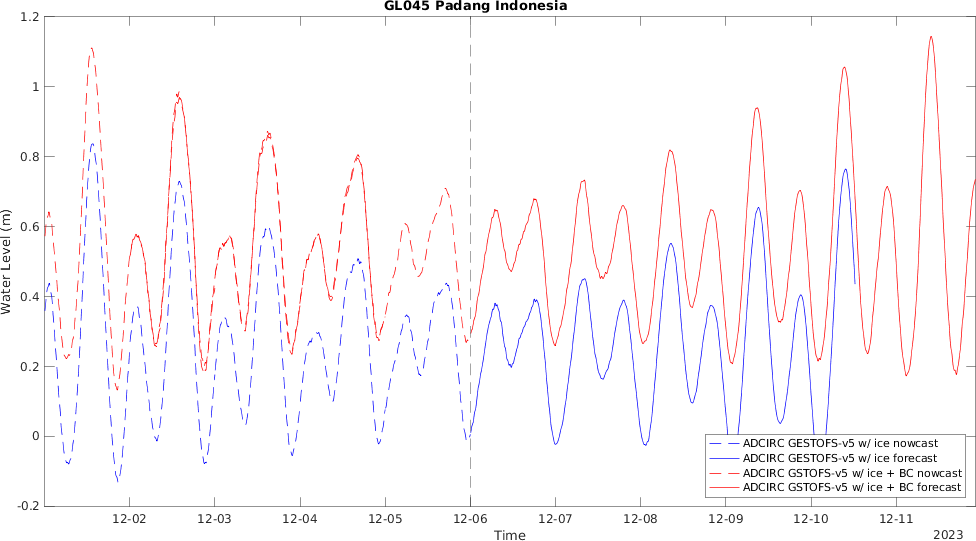 GL045 Padang Indonesia
1.2
1
0.8
0.6
0.4
0.2
0
-0.2
Water Level (m)
12-02 12-03 12-04 12-05 12-06 12-07 12-08 12-09 12-10 12-11
Time
2023
ADCIRC GESTOFS-v5 w/ ice nowcast
ADCIRC GESTOFS-v5 w/ ice forecast
ADCIRC GSTOFS-v5 w/ ice + BC nowcast
ADCIRC GSTOFS-v5 w/ ice + BC forecast